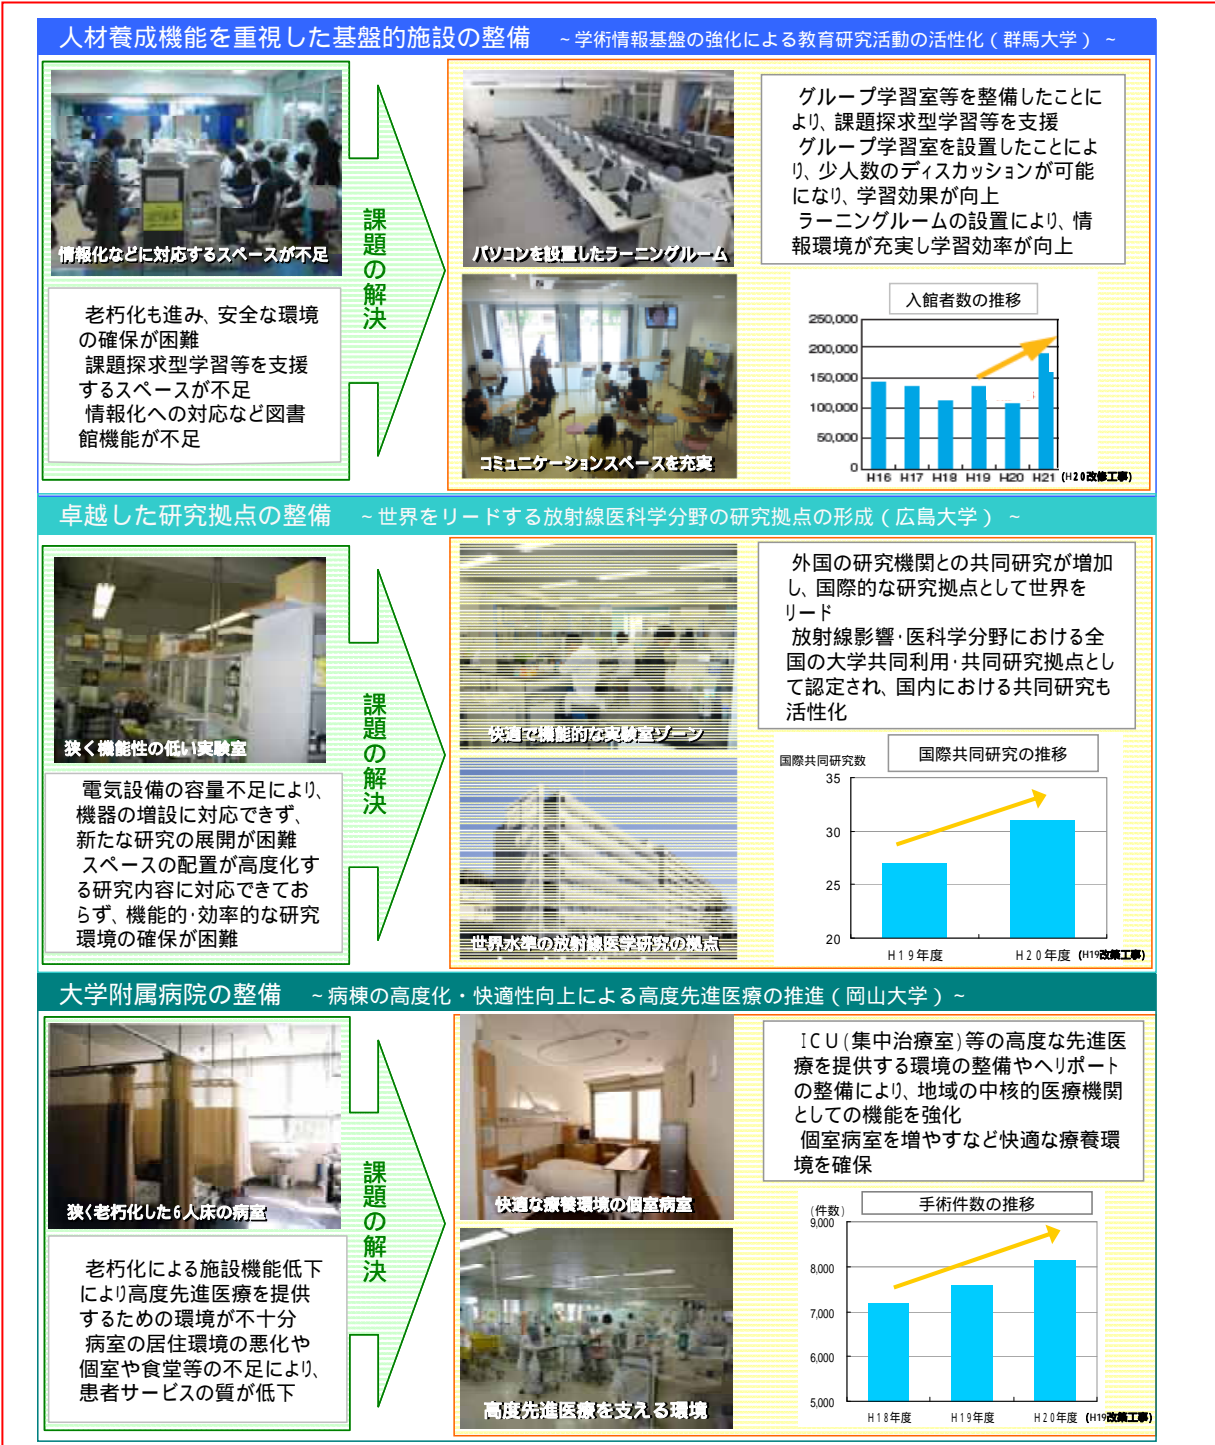 人材養成機能を重視した基盤的施設の整備　～学術情報基盤の強化による教育研究活動の活性化（群馬大学）～
情報化などに対応するスペースが不足
老朽化も進み、安全な環境
の確保が困難
課題探求型学習等を支援
するスペースが不足
情報化への対応など図書
館機能が不足
課題の解決
パソコンを設置したラーニングルーム
コミュニケーションスペースを充実
グループ学習室等を整備したことに
より、課題探求型学習等を支援
グループ学習室を設置したことによ
り、少人数のディスカッションが可能
になり、学習効果が向上
ラーニングルームの設置により、情
報環境が充実し学習効率が向上
入館者数の推移
250,000
200,000
150,000
100,000
50,000
0
H16 H17 H18 H19 H20 H21 (H20改修工事)
卓越した研究拠点の整備　～世界をリードする放射線医科学分野の研究拠点の形成（広島大学）～
狭く機能性の低い実験室
電気設備の容量不足により、
機器の増設に対応できず、
新たな研究の展開が困難
スペースの配置が高度化す
る研究内容に対応できてお
らず、機能的・効率的な研究
環境の確保が困難
課題の解決
快適で機能的な実験室ゾーン
世界水準の放射線医学研究の拠点
外国の研究機関との共同研究が増加
し、国際的な研究拠点として世界を
リード
放射線影響・医科学分野における全
国の大学共同利用・共同研究拠点とし
て認定され、国内における共同研究も
活性化
国際共同研究数
国際共同研究の推移
35
30
25
20
H19年度 H20年度 (H19改修工事)
大学附属病院の整備　～病棟の高度化・快適性向上による高度先進医療の推進（岡山大学）～
狭く老朽化した6人床の病室
老朽化による施設機能低下
により高度先進医療を提供
するための環境が不十分
病室の居住環境の悪化や
個室や食堂等の不足により、
患者サービスの質が低下
課題の解決
快適な療養環境の個室病室
高度先進医療を支える環境
ICU(集中治療室)等の高度な先進医
療を提供する環境の整備やヘリポート
の整備により、地域の中核的医療機関
としての機能を強化
個室病室を増やすなど快適な療養環
境を確保
手術件数の推移
(件数)
9,000
8,000
7,000
6,000
5,000
H18年度 H19年度 H20年度 (H19改修工事)